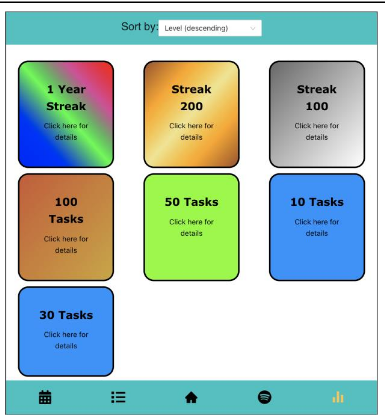 Sort by: Level (descending)
1 Year
Streak
Click here for
details
Streak
200
Click here for
details
Streak
100
Click here for
details
100
Tasks
Click here for
details
50 Tasks
Click here for
details
10 Tasks
Click here for
details
30 Tasks
Click here for
details